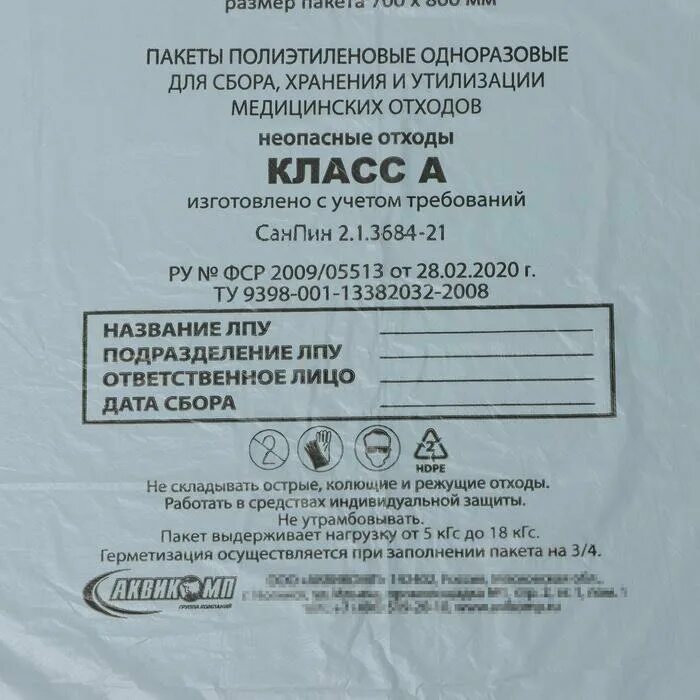 размер пакета 700 х 800 мм
ПАКЕТЫ ПОЛИЭТИЛЕНОВЫЕ ОДНОРАЗОВЫЕ
ДЛЯ СБОРА, ХРАНЕНИЯ И УТИЛИЗАЦИИ
МЕДИЦИНСКИХ ОТХОДОВ
неопасные отходы
КЛАСС А
изготовлено с учетом требований
СанПин 2.1.3684-21
РУ № ФСР 2009/05513 от 28.02.2020 г.
ТУ 9398-001-13382032-2008
НАЗВАНИЕ ЛПУ
ПОДРАЗДЕЛЕНИЕ ЛПУ
ОТВЕТСТВЕННОЕ ЛИЦО
ДАТА СБОРА
2
2
HDPE
Не складывать острые, колющие и режущие отходы.
Работать в средствах индивидуальной защиты.
Не утрамбовывать.
Пакет выдерживает нагрузку от 5 кГс до 18 кГс.
Герметизация осуществляется при заполнении пакета на 3/4.
АКВИКОМП
ГРУППА КОМПАНИЙ